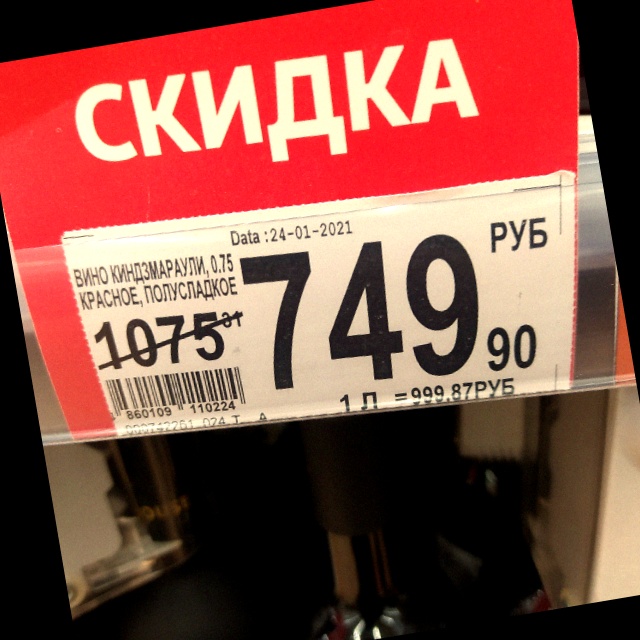 СКИДКА
Data :24-01-2021
ВИНО КИНДЗМАРАУЛИ, 0.75
КРАСНОЕ, ПОЛУСЛАДКОЕ
1075
749 90 РУБ
860109 110224
1 Л =999.87РУБ